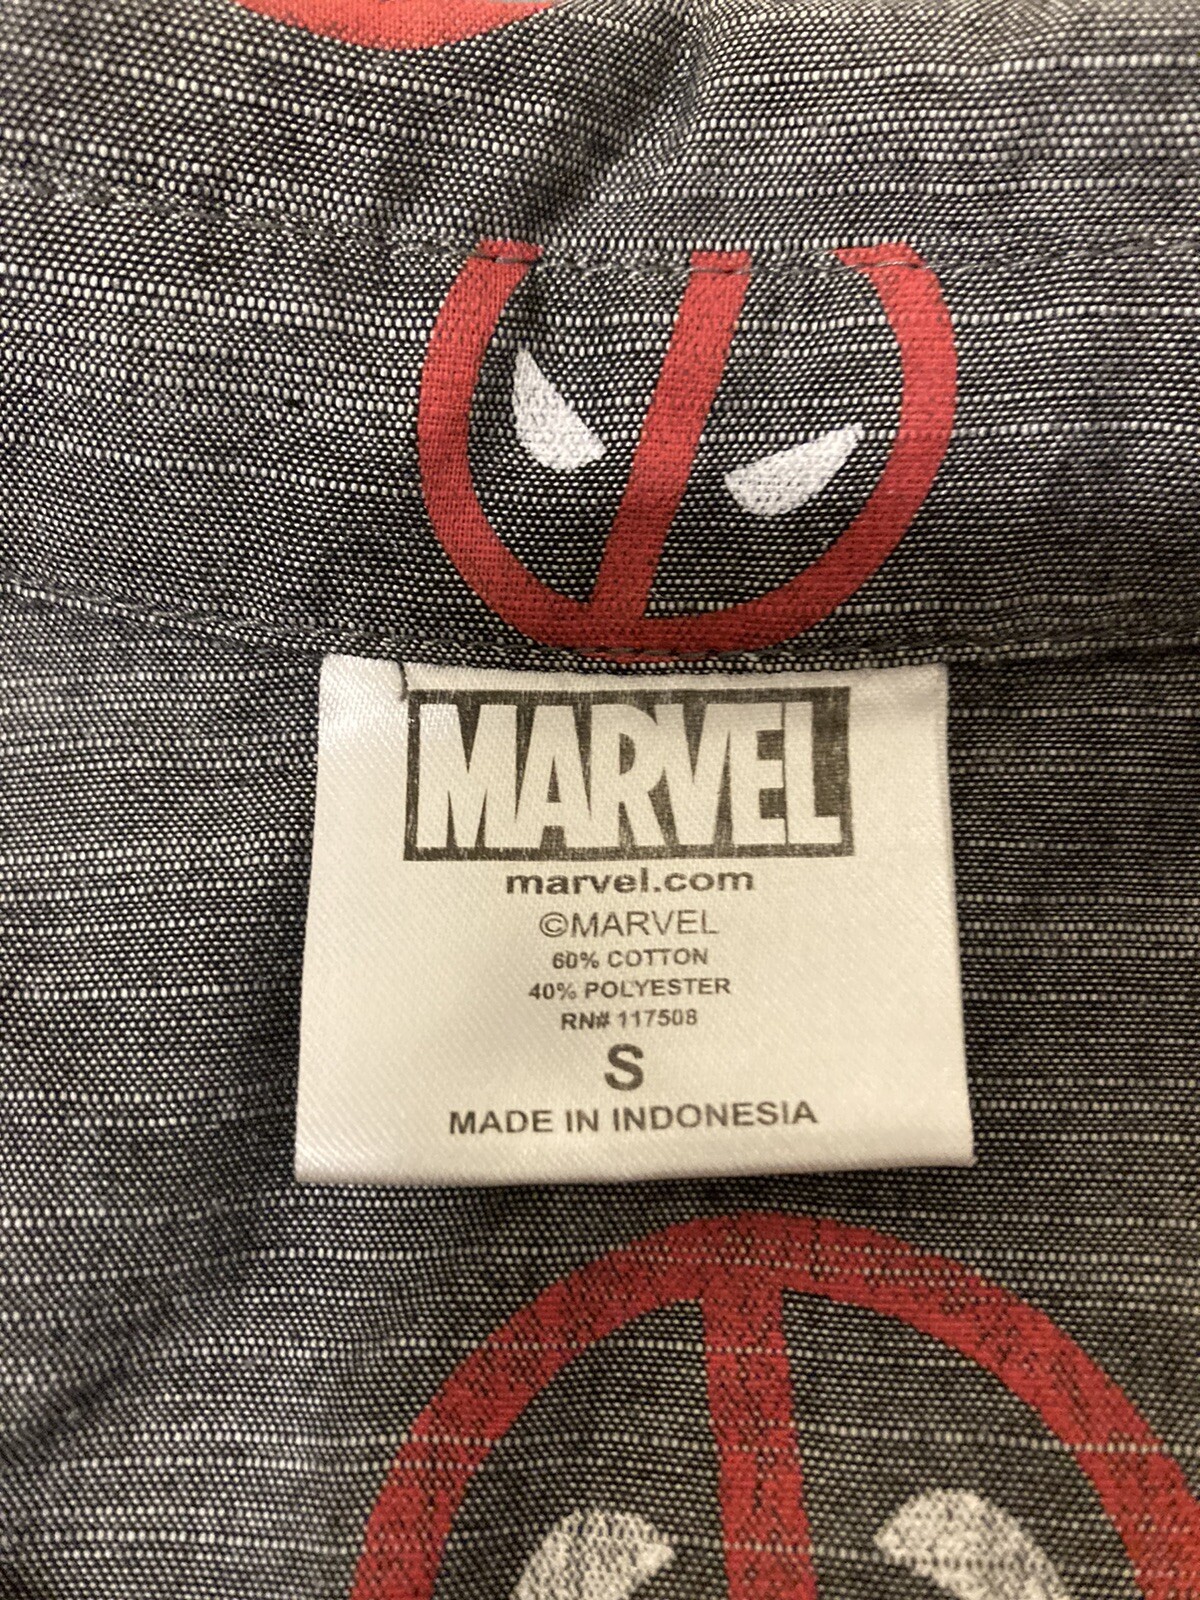 MARVEL
marvel.com
©MARVEL
60% COTTON
40% POLYESTER
RN# 117508
S
MADE IN INDONESIA